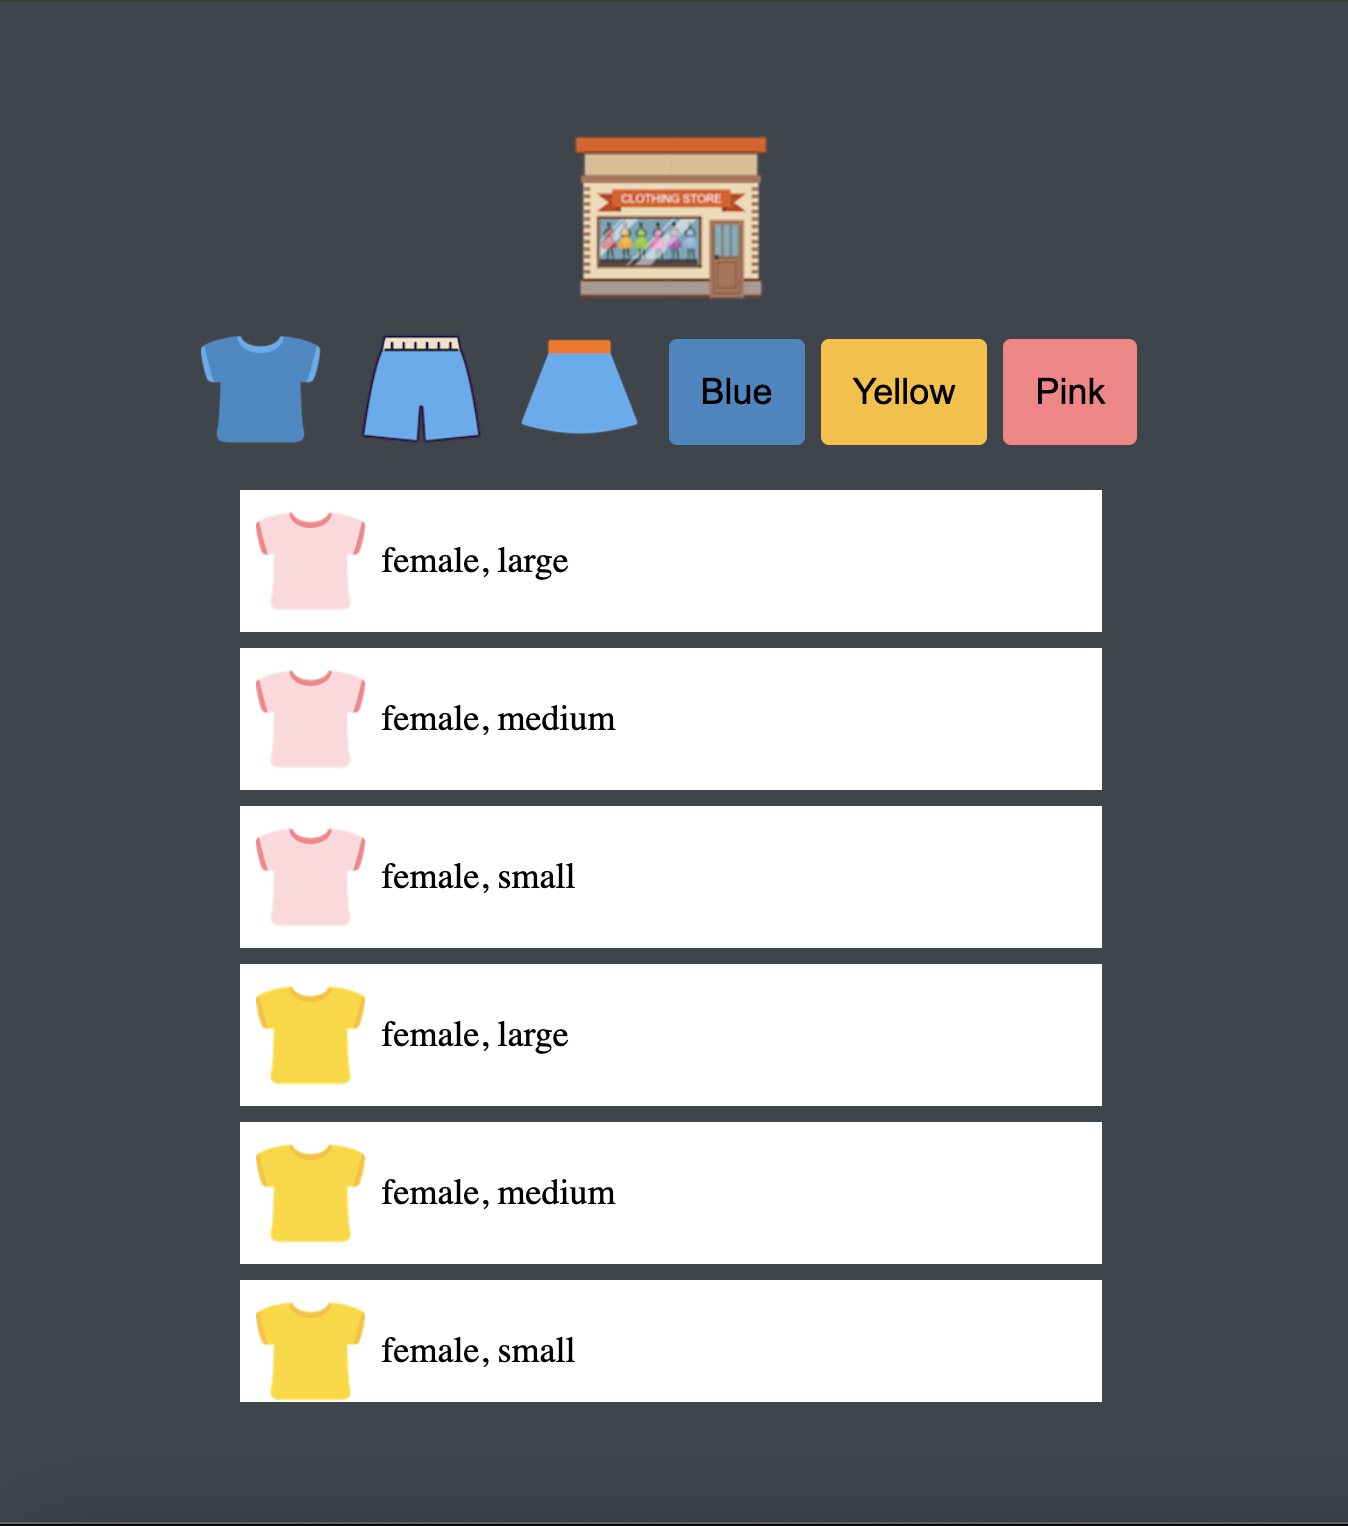 CLOTHING STORE
Blue
Yellow
Pink
female, large
female, medium
female, small
female, large
female, medium
female, small